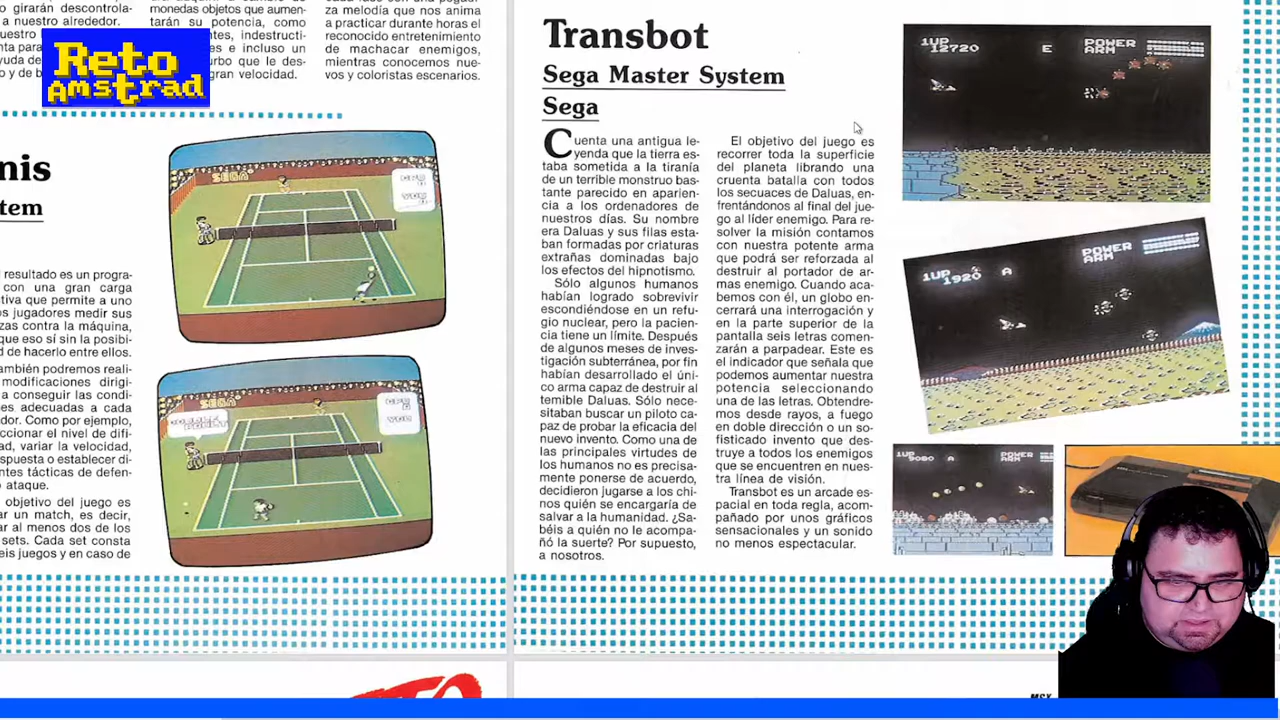 girarán descontrola-
a nuestro alrededor.
monedas objetos que aumen-
tarán su potencia, como
e incluso un
gran velocidad.
za melodía que nos anima
a practicar durante horas el
reconocido entretenimiento
de machacar enemigos,
mientras conocemos nue-
vos y coloristas escenarios.
Reto
Amstrad
nis
tem
l resultado es un progra-
con una gran carga
tiva que permite a uno
os jugadores medir sus
zas contra la máquina,
que eso sí sin la posibi-
d de hacerlo entre ellos.
ambién podremos reali-
modificaciones dirigi-
a conseguir las condi-
es adecuadas a cada
ador. Como por ejemplo,
ccionar el nivel de difi-
ad, variar la velocidad,
spuesta o establecer di-
ntes tácticas de defen-
ataque.
objetivo del juego es
ar un match, es decir,
ar al menos dos de los
sets. Cada set consta
eis juegos y en caso de
SEGA
SEGA
Transbot
Sega Master System
Sega
Cuenta una antigua le-
yenda que la tierra es-
taba sometida a la tiranía
de un terrible monstruo bas-
tante parecido en aparien-
cia a los ordenadores de
nuestros días. Su nombre
era Daluas y sus filas esta-
ban formadas por criaturas
extrañas dominadas bajo
los efectos del hipnotismo.
Sólo algunos humanos
habían logrado sobrevivir
escondiéndose en un refu-
gio nuclear, pero la pacien-
cia tiene un límite. Después
de algunos meses de inves-
tigación subterránea, por fin
habían desarrollado el úni-
co arma capaz de destruir al
temible Daluas. Sólo nece-
sitaban buscar un piloto ca-
paz de probar la eficacia del
nuevo invento. Como una de
las principales virtudes de
los humanos no es precisa-
mente ponerse de acuerdo,
decidieron jugarse a los chi-
nos quién se encargaría de
salvar a la humanidad. ¿Sa-
béis a quién no le acompa-
ñó la suerte? Por supuesto,
a nosotros.
El objetivo del juego es
recorrer toda la superficie
del planeta librando una
cruenta batalla con todos
los secuaces de Daluas, en-
frentándonos al final del jue-
go al líder enemigo. Para re-
solver la misión contamos
con nuestra potente arma
que podrá ser reforzada al
destruir al portador de ar-
mas enemigo. Cuando aca-
bemos con él, un globo en-
cerrará una interrogación y
en la parte superior de la
pantalla seis letras comen-
zarán a parpadear. Este es
el indicador que señala que
podemos aumentar nuestra
potencia seleccionando
una de las letras. Obtendre-
mos desde rayos, a fuego
en doble dirección o un so-
fisticado invento que des-
truye a todos los enemigos
que se encuentren en nues-
tra línea de visión.
Transbot es un arcade es-
pacial en toda regla, acom-
pañado por unos gráficos
sensacionales y un sonido
no menos espectacular.
1UP
12720
E
POWER
ARM
1UP
1920
A
POWER
ARM
1UP
9080
A
POWER
ARM
MSX